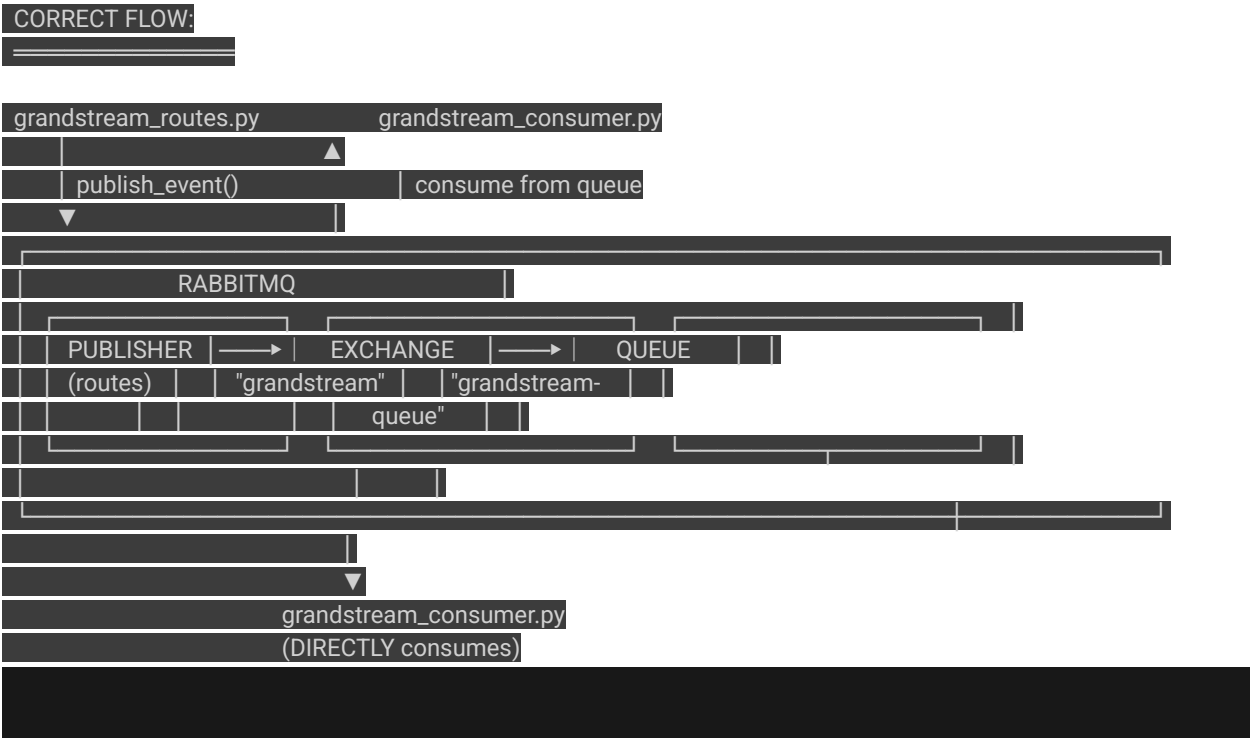 CORRECT FLOW:
════════════════
grandstream_routes.py grandstream_consumer.py
│ ▲
│ publish_event() │ consume from queue
▼ │
┌─────────────────────────────────────────────┐
│ RABBITMQ │
│ ┌──────────┐ ┌─────────────┐ ┌─────────────┐ │
│ │ PUBLISHER │───▶│ EXCHANGE │───▶│ QUEUE │ │
│ │ (routes) │ │ "grandstream" │ │ "grandstream- │ │
│ │ │ │ │ │ queue" │ │
│ └──────────┘ └─────────────┘ └──────┬──────┘ │
│ │ │
└────────────────────────────────────┼────────┘
│
▼
grandstream_consumer.py
(DIRECTLY consumes)